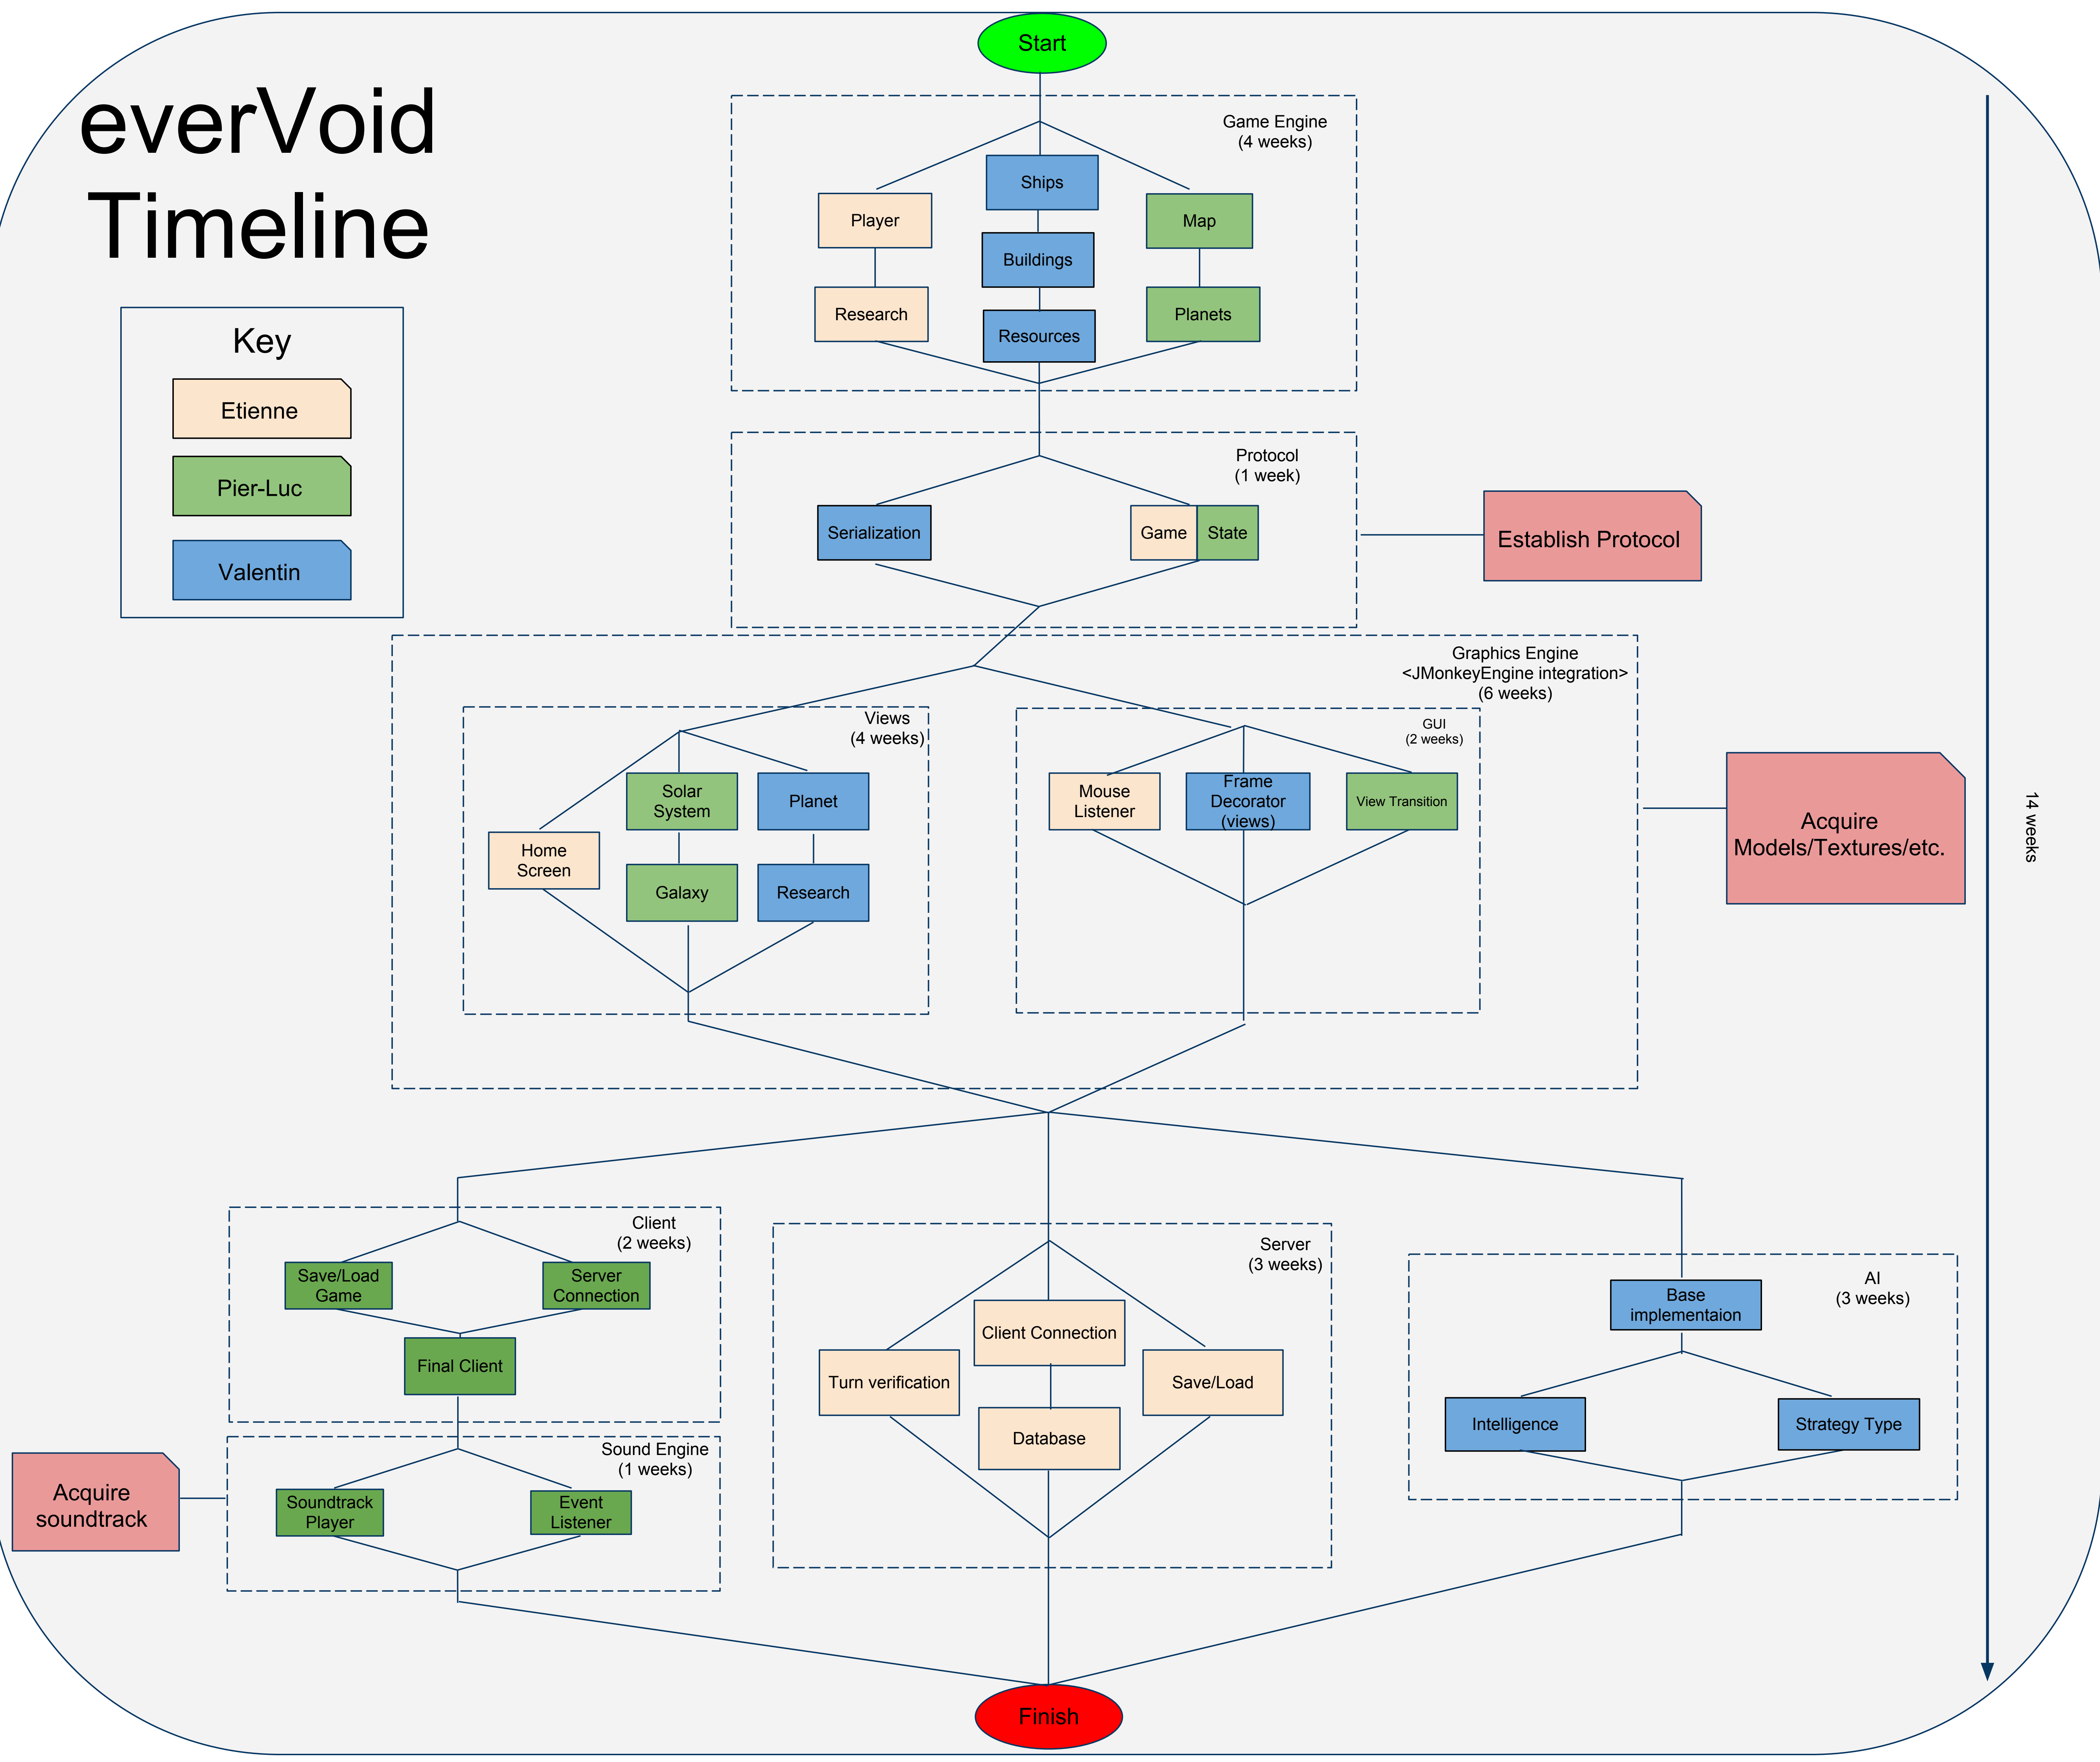 Start
everVoid
Timeline
Game Engine
(4 weeks)
Ships
Player
Map
Buildings
Research
Resources
Planets
Key
Etienne
Pier-Luc
Valentin
Protocol
(1 week)
Serialization
Game
State
Establish Protocol
Graphics Engine
<JMonkeyEngine integration>
(6 weeks)
Views
(4 weeks)
Solar
System
Planet
Home
Screen
Galaxy
Research
GUI
(2 weeks)
Mouse
Listener
Frame
Decorator
(views)
View Transition
Acquire
Models/Textures/etc.
14 weeks
Client
(2 weeks)
Save/Load
Game
Server
Connection
Final Client
Sound Engine
(1 weeks)
Soundtrack
Player
Event
Listener
Acquire
soundtrack
Server
(3 weeks)
Client Connection
Turn verification
Save/Load
Database
AI
(3 weeks)
Base
implementaion
Intelligence
Strategy Type
Finish